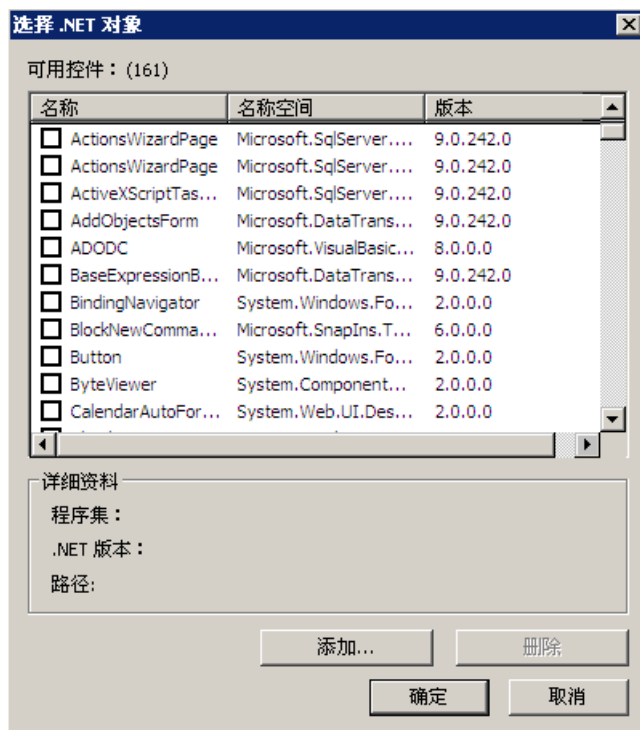 选择 .NET 对象
可用控件：(161)
名称 名称空间 版本
ActionsWizardPage Microsoft.SqlServer.... 9.0.242.0
ActionsWizardPage Microsoft.SqlServer.... 9.0.242.0
ActiveXScriptTas... Microsoft.SqlServer.... 9.0.242.0
AddObjectsForm Microsoft.DataTrans... 9.0.242.0
ADODC Microsoft.VisualBasic... 8.0.0.0
BaseExpressionB... Microsoft.DataTrans... 9.0.242.0
BindingNavigator System.Windows.Fo... 2.0.0.0
BlockNewComma... Microsoft.SnapIns.T... 6.0.0.0
Button System.Windows.Fo... 2.0.0.0
ByteViewer System.Component... 2.0.0.0
CalendarAutoFor... System.Web.UI.Des... 2.0.0.0
详细资料
程序集：
.NET 版本：
路径:
添加... 删除
确定 取消